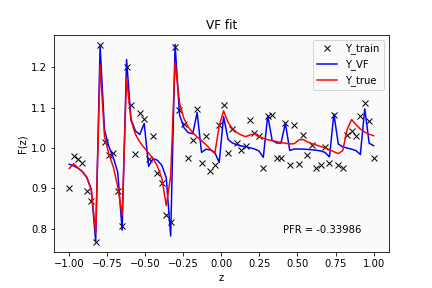 VF fit
Y_train
Y_VF
Y_true
1.2
1.1
1.0
0.9
0.8
F(z)
PFR = -0.33986
−1.00 −0.75 −0.50 −0.25 0.00 0.25 0.50 0.75 1.00
z